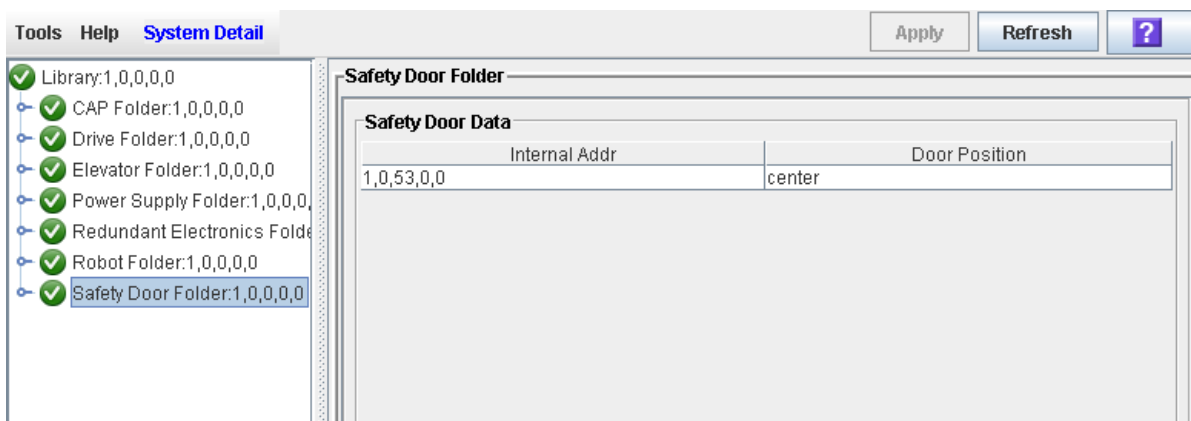 Tools Help System Detail
Apply Refresh ?
Library:1,0,0,0,0
CAP Folder:1,0,0,0,0
Drive Folder:1,0,0,0,0
Elevator Folder:1,0,0,0,0
Power Supply Folder:1,0,0,0,
Redundant Electronics Folde
Robot Folder:1,0,0,0,0
Safety Door Folder:1,0,0,0,0
Safety Door Folder
Safety Door Data
Internal Addr Door Position
1,0,53,0,0 center